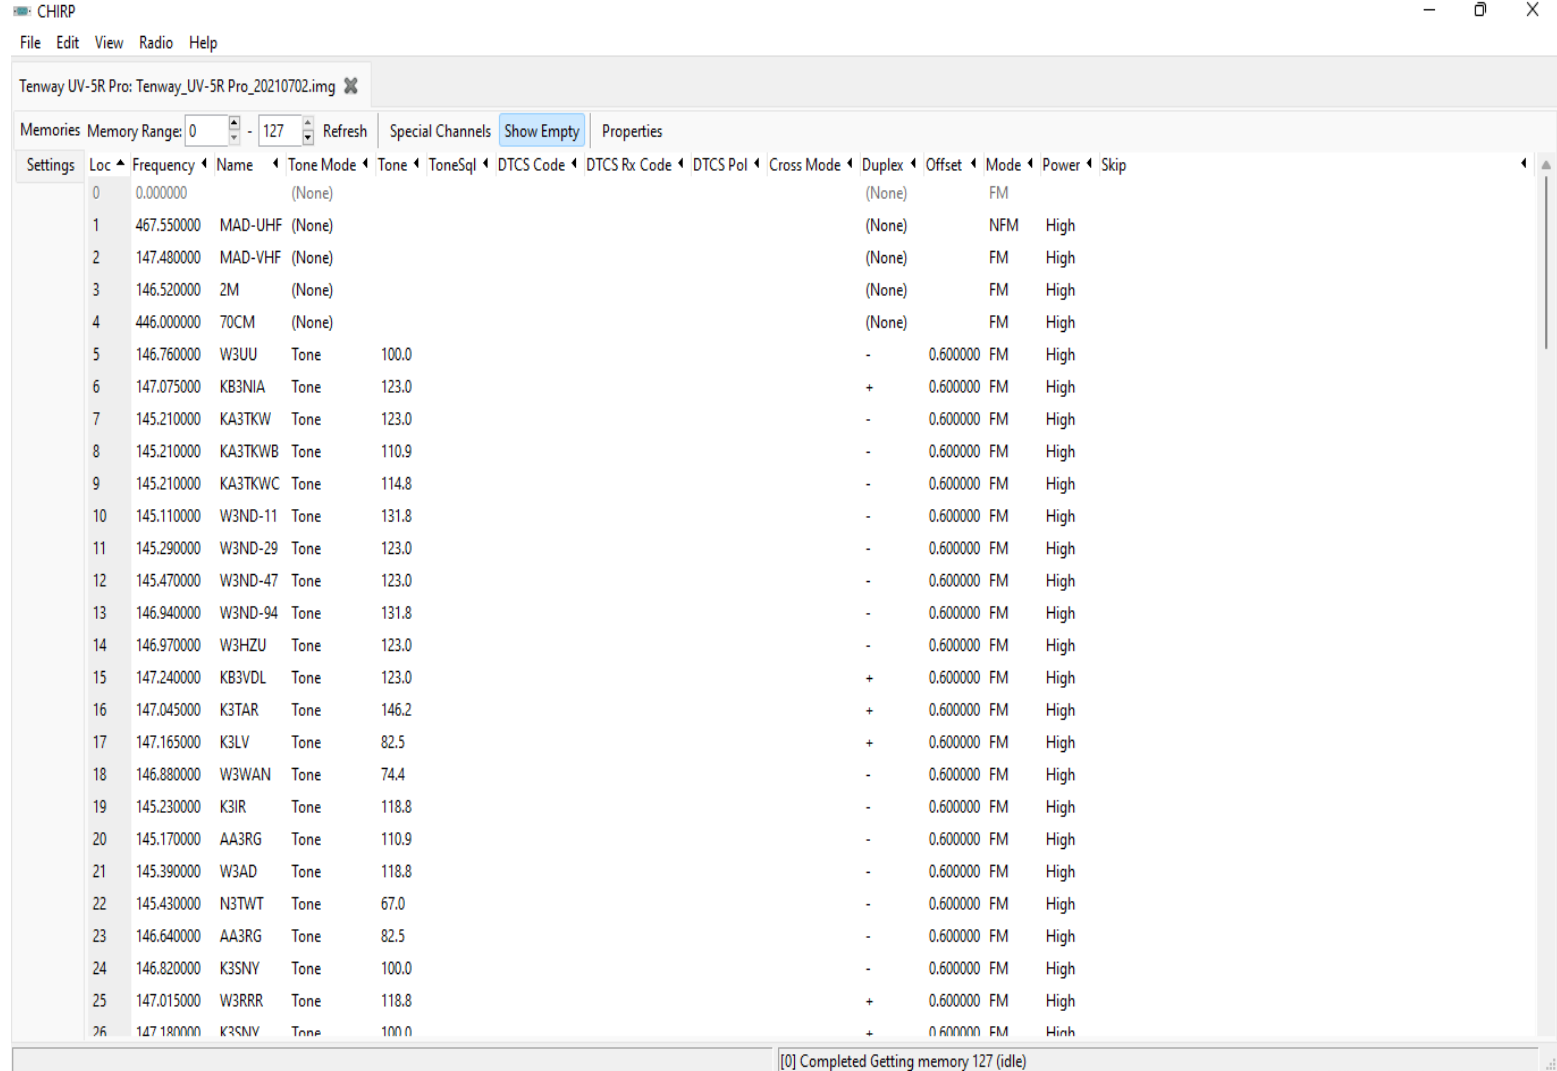 CHIRP
File Edit View Radio Help
Tenway UV-5R Pro: Tenway_UV-5R Pro_20210702.img
Memories Memory Range: 0 - 127 Refresh Special Channels Show Empty Properties
Settings Loc Frequency Name Tone Mode Tone ToneSql DTCS Code DTCS Rx Code DTCS Pol Cross Mode Duplex Offset Mode Power Skip
0 0.000000 (None) (None) FM
1 467.550000 MAD-UHF (None) (None) NFM High
2 147.480000 MAD-VHF (None) (None) FM High
3 146.520000 2M (None) (None) FM High
4 446.000000 70CM (None) (None) FM High
5 146.760000 W3UU Tone 100.0 - 0.600000 FM High
6 147.075000 KB3NIA Tone 123.0 + 0.600000 FM High
7 145.210000 KA3TKW Tone 123.0 - 0.600000 FM High
8 145.210000 KA3TKWB Tone 110.9 - 0.600000 FM High
9 145.210000 KA3TKWC Tone 114.8 - 0.600000 FM High
10 145.110000 W3ND-11 Tone 131.8 - 0.600000 FM High
11 145.290000 W3ND-29 Tone 123.0 - 0.600000 FM High
12 145.470000 W3ND-47 Tone 123.0 - 0.600000 FM High
13 146.940000 W3ND-94 Tone 131.8 - 0.600000 FM High
14 146.970000 W3HZU Tone 123.0 - 0.600000 FM High
15 147.240000 KB3VDL Tone 123.0 + 0.600000 FM High
16 147.045000 K3TAR Tone 146.2 + 0.600000 FM High
17 147.165000 K3LV Tone 82.5 + 0.600000 FM High
18 146.880000 W3WAN Tone 74.4 - 0.600000 FM High
19 145.230000 K3IR Tone 118.8 - 0.600000 FM High
20 145.170000 AA3RG Tone 110.9 - 0.600000 FM High
21 145.390000 W3AD Tone 118.8 - 0.600000 FM High
22 145.430000 N3TWT Tone 67.0 - 0.600000 FM High
23 146.640000 AA3RG Tone 82.5 - 0.600000 FM High
24 146.820000 K3SNY Tone 100.0 - 0.600000 FM High
25 147.015000 W3RRR Tone 118.8 + 0.600000 FM High
26 147.180000 K3SNY Tone 100.0 + 0.600000 FM High
[0] Completed Getting memory 127 (idle)